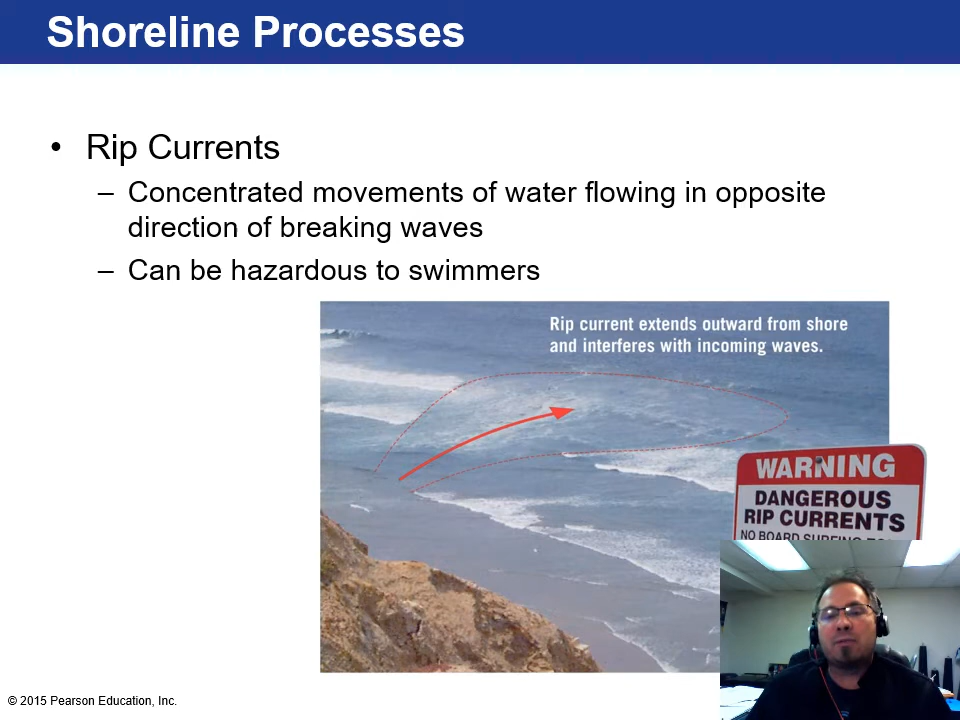 Shoreline Processes
• Rip Currents
– Concentrated movements of water flowing in opposite
direction of breaking waves
– Can be hazardous to swimmers
Rip current extends outward from shore
and interferes with incoming waves.
WARNING
DANGEROUS
RIP CURRENTS
NO BOARD SURFING
© 2015 Pearson Education, Inc.